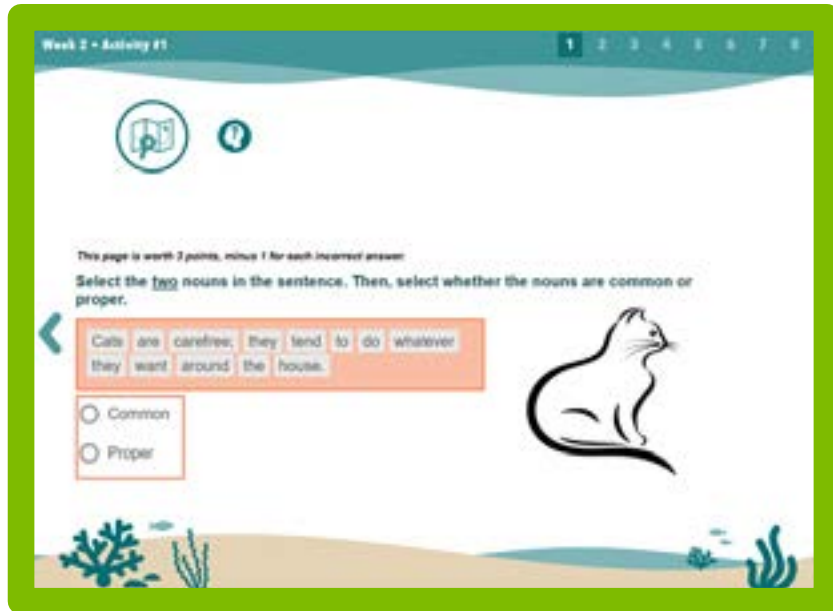 Week 2 • Activity #1
1 2 3 4 5 6 7 8
This page is worth 3 points, minus 1 for each incorrect answer.
Select the two nouns in the sentence. Then, select whether the nouns are common or
proper.
Cats are carefree; they tend to do whatever
they want around the house.
Common
Proper